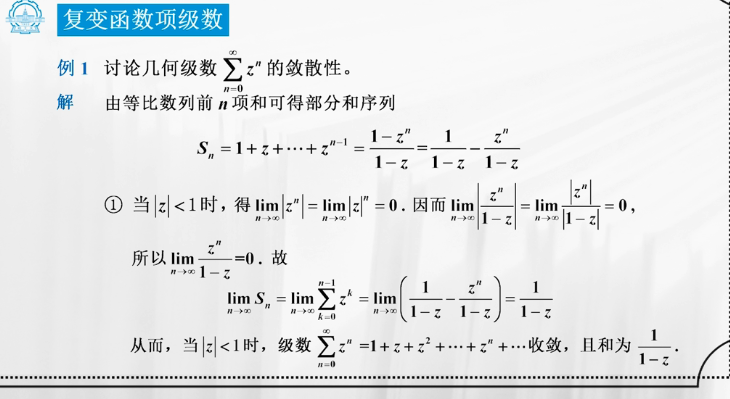 复变函数项级数
例 1 讨论几何级数 $\sum_{n=0}^{\infty} z^n$ 的敛散性。
解 由等比数列前 n 项和可得部分和序列
$S_n = 1 + z + \cdots + z^{n-1} = \frac{1-z^n}{1-z} = \frac{1}{1-z} - \frac{z^n}{1-z}$
① 当 $|z|<1$ 时，得 $\lim_{n\to\infty} |z^n| = \lim_{n\to\infty} |z|^n = 0$. 因而 $\lim_{n\to\infty} \left|\frac{z^n}{1-z}\right| = \lim_{n\to\infty} \frac{|z^n|}{|1-z|} = 0$,
所以 $\lim_{n\to\infty} \frac{z^n}{1-z} = 0$. 故
$\lim_{n\to\infty} S_n = \lim_{n\to\infty} \sum_{k=0}^{n-1} z^k = \lim_{n\to\infty} \left( \frac{1}{1-z} - \frac{z^n}{1-z} \right) = \frac{1}{1-z}$
从而，当 $|z|<1$ 时，级数 $\sum_{n=0}^{\infty} z^n = 1 + z + z^2 + \cdots + z^n + \cdots$ 收敛，且和为 $\frac{1}{1-z}$.